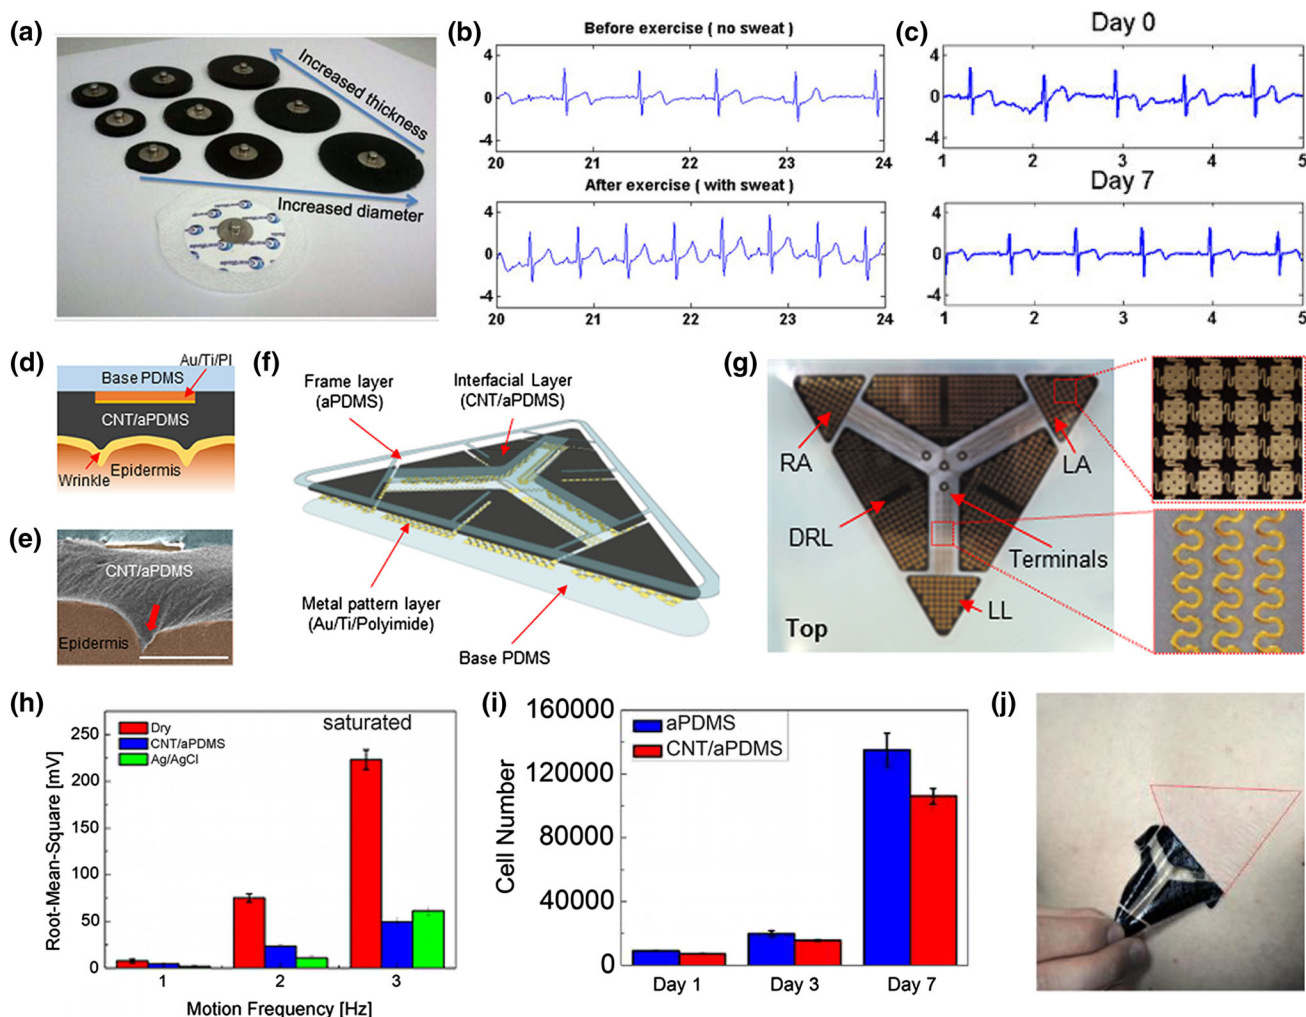 (a)
Increased thickness
Increased diameter
(b)
Before exercise ( no sweat )
4
0
-4
20 21 22 23 24
After exercise ( with sweat )
4
0
-4
20 21 22 23 24
(c)
Day 0
4
0
-4
1 2 3 4 5
Day 7
4
0
-4
1 2 3 4 5
(d)
Au/Ti/PI
Base PDMS
CNT/aPDMS
Wrinkle
Epidermis
(e)
CNT/aPDMS
Epidermis
(f)
Frame layer
(aPDMS)
Interfacial Layer
(CNT/aPDMS)
Metal pattern layer
(Au/Ti/Polyimide)
Base PDMS
(g)
RA
LA
DRL
Terminals
LL
Top
(h)
Root-Mean-Square [mV]
250
200
150
100
50
0
Dry
CNT/aPDMS
Ag/AgCl
saturated
1 2 3
Motion Frequency [Hz]
(i)
Cell Number
160000
120000
80000
40000
0
aPDMS
CNT/aPDMS
Day 1 Day 3 Day 7
(j)